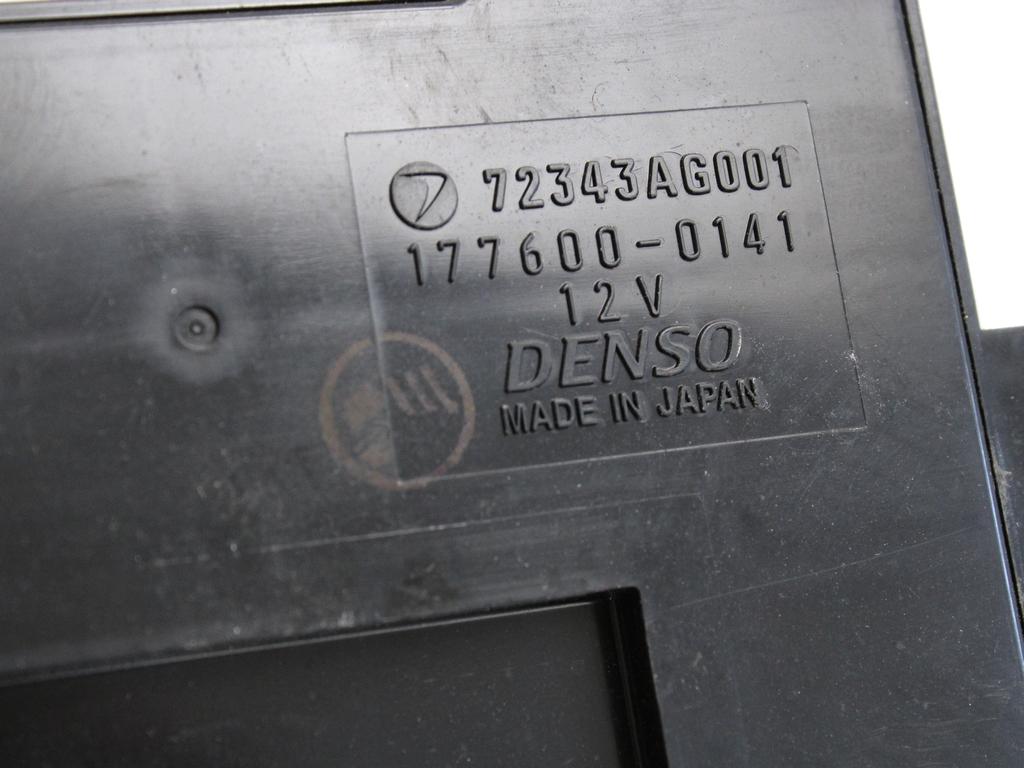 72343AG001
177600-0141
12V
DENSO
MADE IN JAPAN